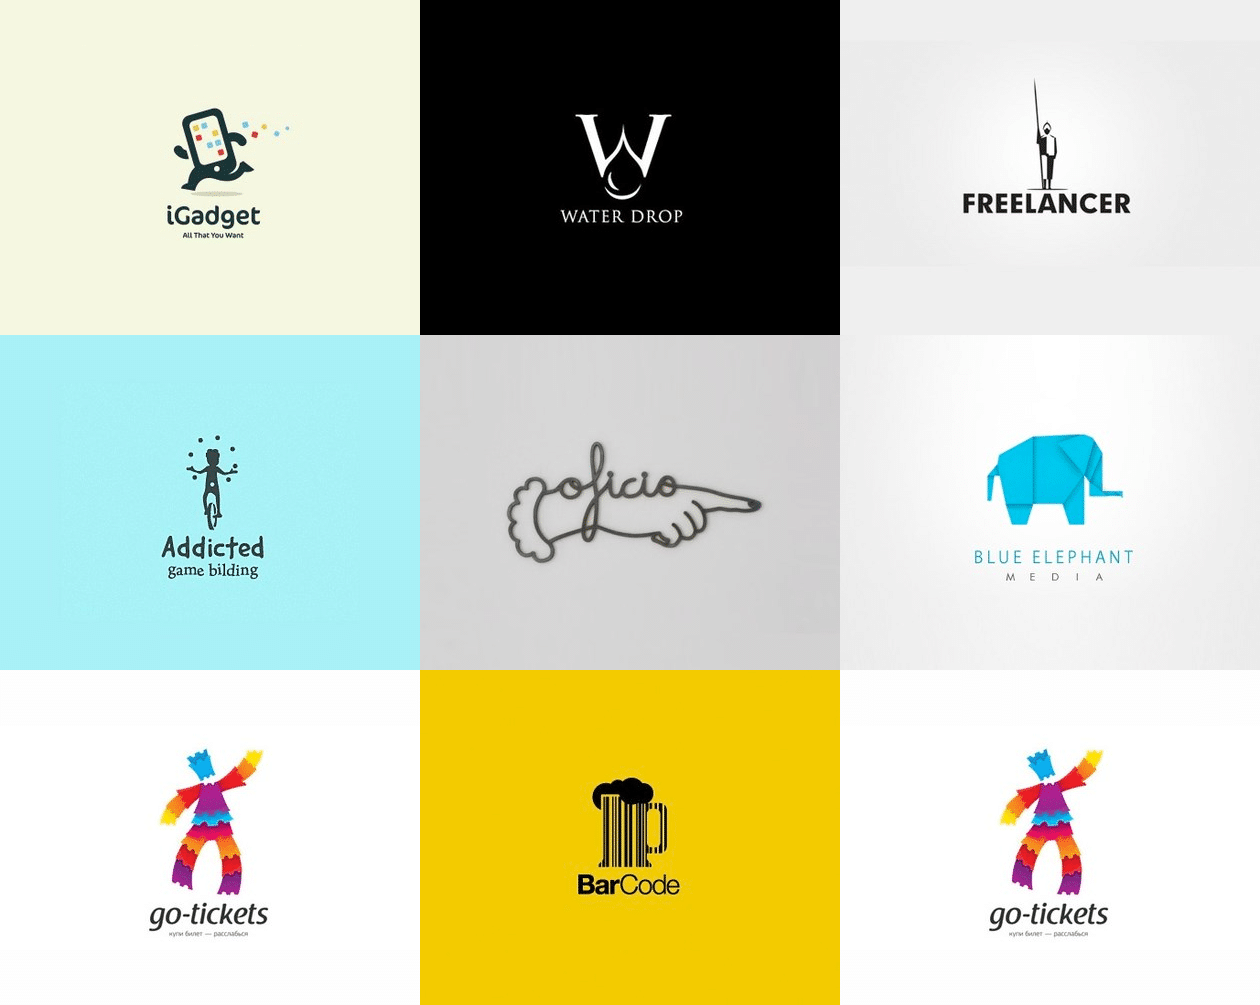 iGadget
All That You Want
W
WATER DROP
FREELANCER
Addicted
game bilding
oficio
BLUE ELEPHANT
MEDIA
go-tickets
купи билет — расслабься
BarCode
go-tickets
купи билет — расслабься